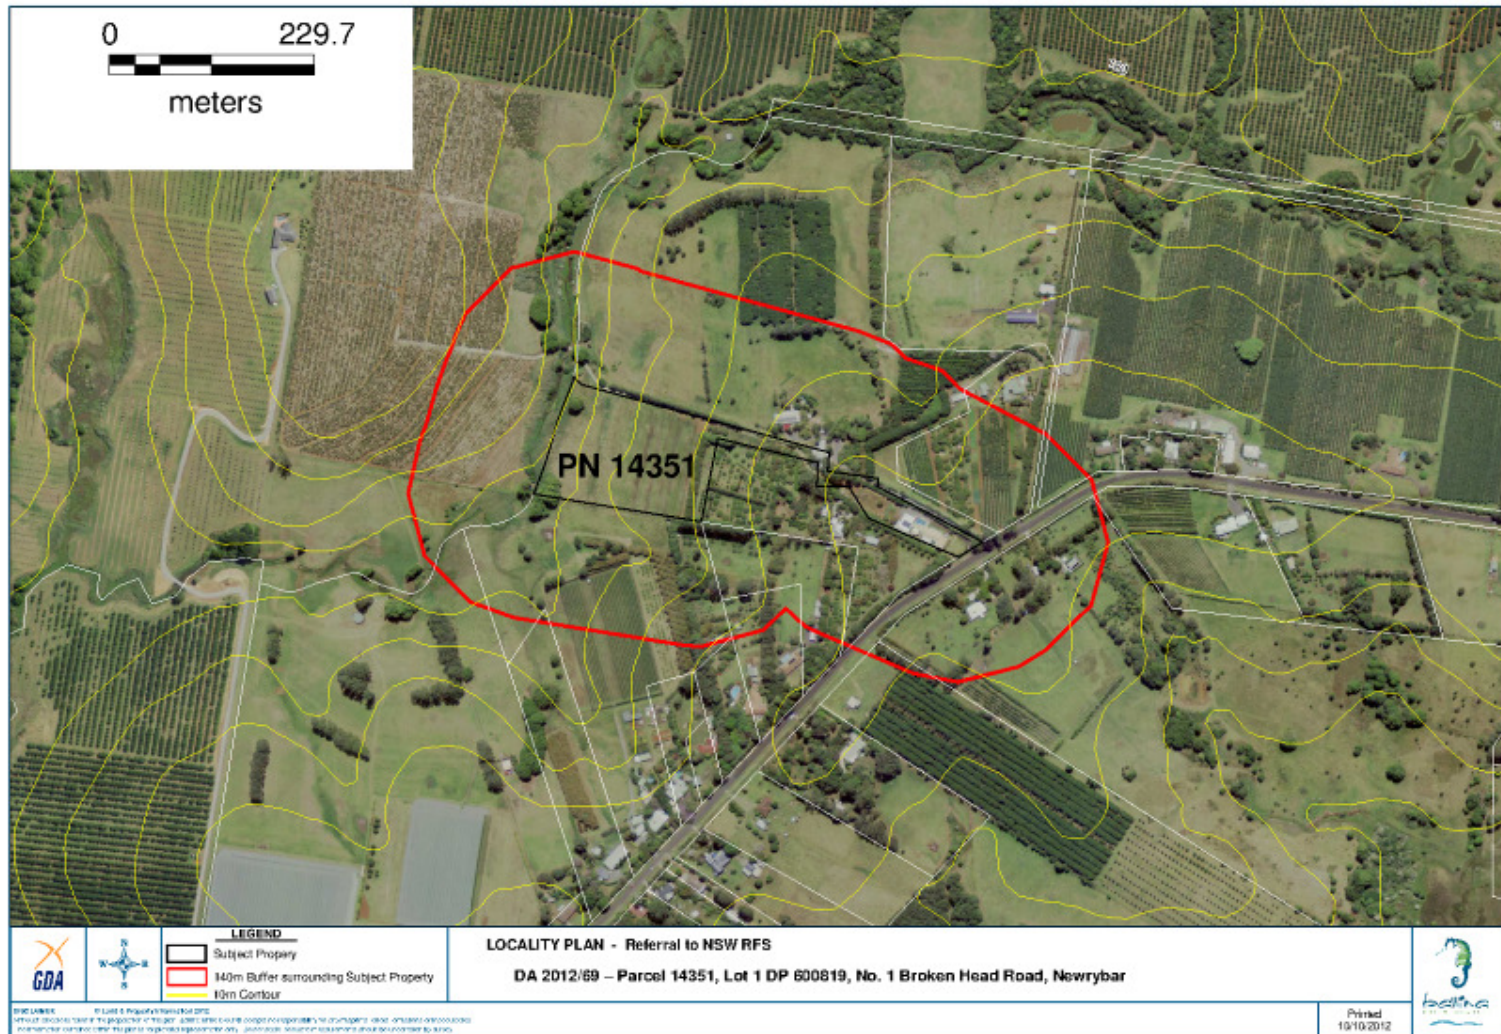 0 229.7
meters
PN 14351
GDA
N
W
S
LEGEND
Subject Propery
140m Buffer surrounding Subject Property
10m Contour
LOCALITY PLAN - Referral to NSW RFS
DA 2012/69 – Parcel 14351, Lot 1 DP 600819, No. 1 Broken Head Road, Newrybar
ballina
Printed
10/10/2012